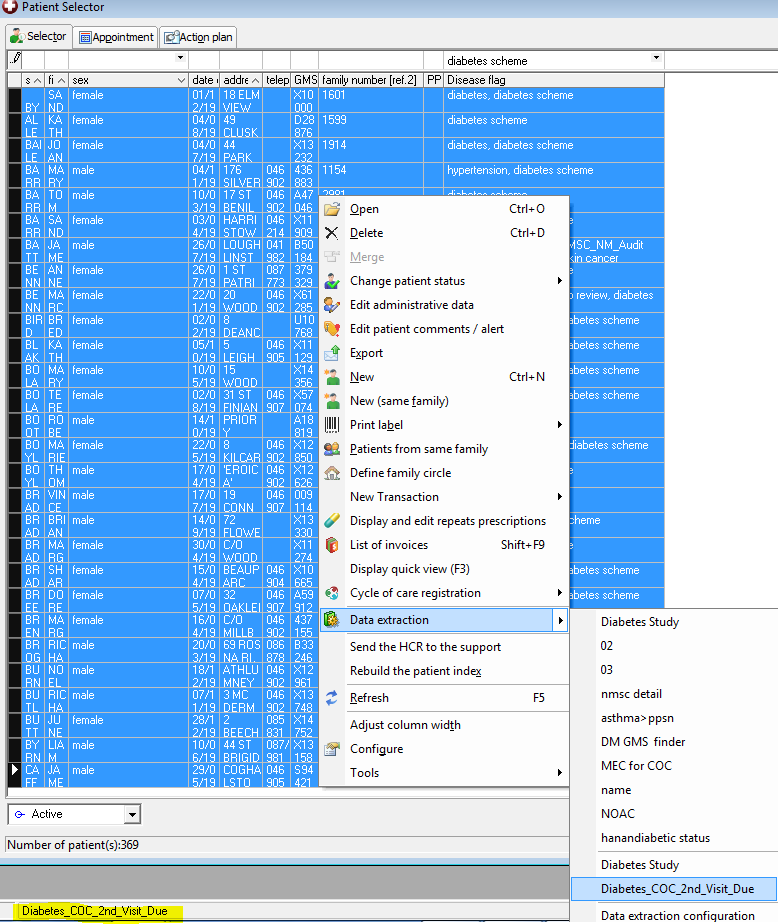 Patient Selector
Selector Appointment Action plan
diabetes scheme
s fi sex date addre telep GMS family number [ref.2] PP Disease flag
SA female 01/1 18 ELM X10 1601 diabetes, diabetes scheme
BY ND 2/19 VIEW 000
AL KA female 04/0 49 D28 1599 diabetes scheme
LE TH 8/19 CLUSK 876
BAI JO female 04/0 44 X13 1914 diabetes, diabetes scheme
LE AN 7/19 PARK 232
BA MA male 04/1 176 046 436 1154 hypertension, diabetes scheme
RR RY 1/19 SILVER 902 883
BA TO male 10/0 17 ST 046 A47
RR M 3/19 BENIL 902 046
BA SA female 03/0 HARRI 046 X11
RR ND 4/19 STOW 214 909
BA JA male 26/0 LOUGH 041 B50 MSC_NM_Audit
TT ME 7/19 LINST 982 184 kin cancer
BE AN female 26/0 1 ST 087 379
NN NE 7/19 PATRI 773 329
BE MA male 22/0 20 046 X61 review, diabetes
NN RC 1/19 WOOD 902 285
BIR BR female 02/0 8 U10 abetes scheme
D ED 2/19 DEANC 768
BL KA female 05/1 5 046 X11 abetes scheme
AK TH 0/19 LEIGH 905 129
BO MA female 10/0 15 X14 abetes scheme
LA RY 5/19 WOOD 356
BO TE female 02/0 31 ST 046 X57 abetes scheme
LA RE 8/19 FINIAN 907 074
BO RO male 14/1 PRIOR A18
OT BE 0/19 Y 819
BO MA female 22/0 8 046 X12 diabetes scheme
YL RIE 5/19 KILCAR 902 850
BO TH male 17/0 'EROIC 046 X12
YL OM 4/19 A' 902 626
BR VIN male 17/0 19 046 009
AD CE 1/19 CONN 907 114
BR BRI male 14/0 72 X13 cheme
AD AN 9/19 FLOWE 330
BR MA female 30/0 C/O X11
AD RG 4/19 WOOD 274
BR SH female 15/0 BEAUP 046 X10 abetes scheme
AD AR 4/19 ARC 904 665
BR DO female 07/0 32 046 A59 abetes scheme
EE RE 5/19 OAKLEI 907 912
BR MA female 16/0 C/O 046 437
EN RG 4/19 MILLB 902 155
BR RIC male 20/0 69 ROS 086 B33
OG HA 3/19 NA RI. 878 246
BU NO male 18/1 ATHLU 046 X12
RN EL 2/19 MNEY 902 961
BU RIC male 07/1 3 MC 046 X13
TL HA 1/19 DERM 902 748
BU JU female 28/1 2 085 X14
TT NE 2/19 BEECH 831 752
BY LIA male 10/0 44 ST 087/ X13
RN M 6/19 BRIGID 981 158
CA JA male 29/0 COGHA 046 S94
FF ME 5/19 LSTO 905 421
Open Ctrl+O
Delete Ctrl+D
Merge
Change patient status
Edit administrative data
Edit patient comments / alert
Export
New Ctrl+N
New (same family)
Print label
Patients from same family
Define family circle
New Transaction
Display and edit repeats prescriptions
List of invoices Shift+F9
Display quick view (F3)
Cycle of care registration
Data extraction
Send the HCR to the support
Rebuild the patient index
Refresh F5
Adjust column width
Configure
Tools
Diabetes Study
02
03
nmsc detail
asthma>ppsn
DM GMS finder
MEC for COC
name
NOAC
hanandiabetic status
Diabetes Study
Diabetes_COC_2nd_Visit_Due
Data extraction configuration
Active
Number of patient(s):369
Diabetes_COC_2nd_Visit_Due